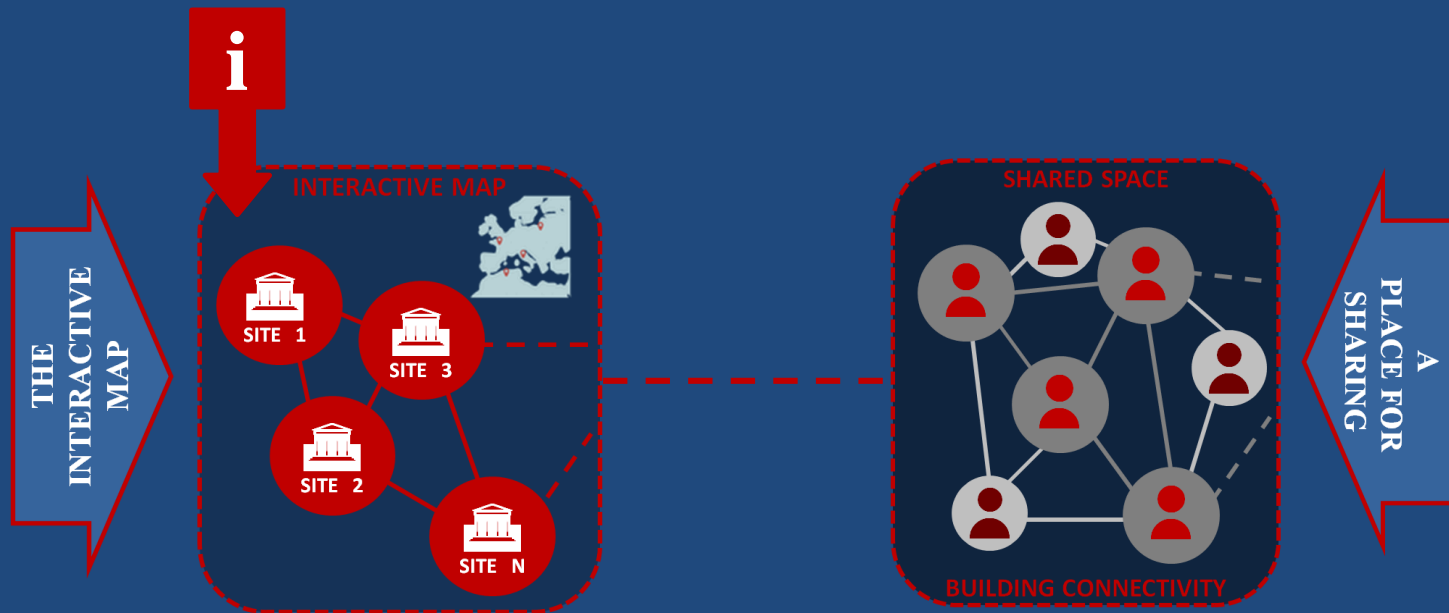 i
THE
INTERACTIVE
MAP
INTERACTIVE MAP
SITE 1
SITE 3
SITE 2
SITE N
SHARED SPACE
BUILDING CONNECTIVITY
A
PLACE FOR
SHARING